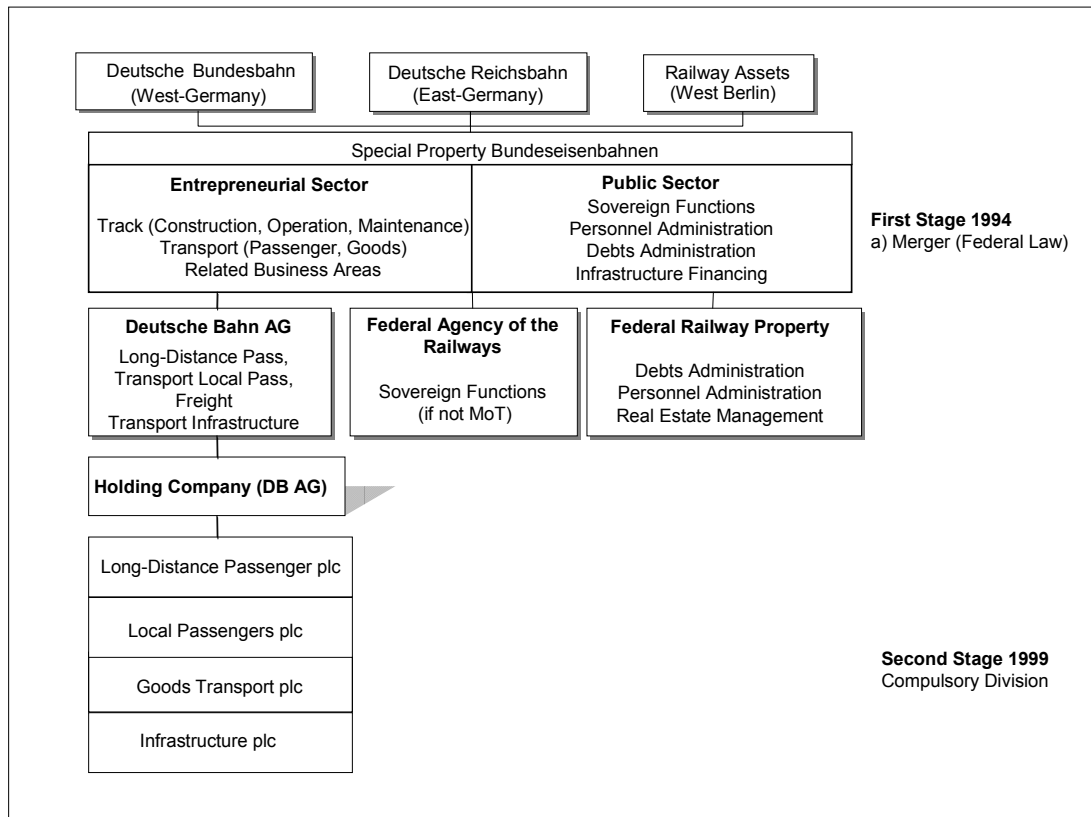 Deutsche Bundesbahn
(West-Germany)
Deutsche Reichsbahn
(East-Germany)
Railway Assets
(West Berlin)
Special Property Bundeseisenbahnen
Entrepreneurial Sector
Track (Construction, Operation, Maintenance)
Transport (Passenger, Goods)
Related Business Areas
Public Sector
Sovereign Functions
Personnel Administration
Debts Administration
Infrastructure Financing
First Stage 1994
a) Merger (Federal Law)
Deutsche Bahn AG
Long-Distance Pass,
Transport Local Pass,
Freight
Transport Infrastructure
Federal Agency of the
Railways
Sovereign Functions
(if not MoT)
Federal Railway Property
Debts Administration
Personnel Administration
Real Estate Management
Holding Company (DB AG)
Long-Distance Passenger plc
Local Passengers plc
Goods Transport plc
Infrastructure plc
Second Stage 1999
Compulsory Division